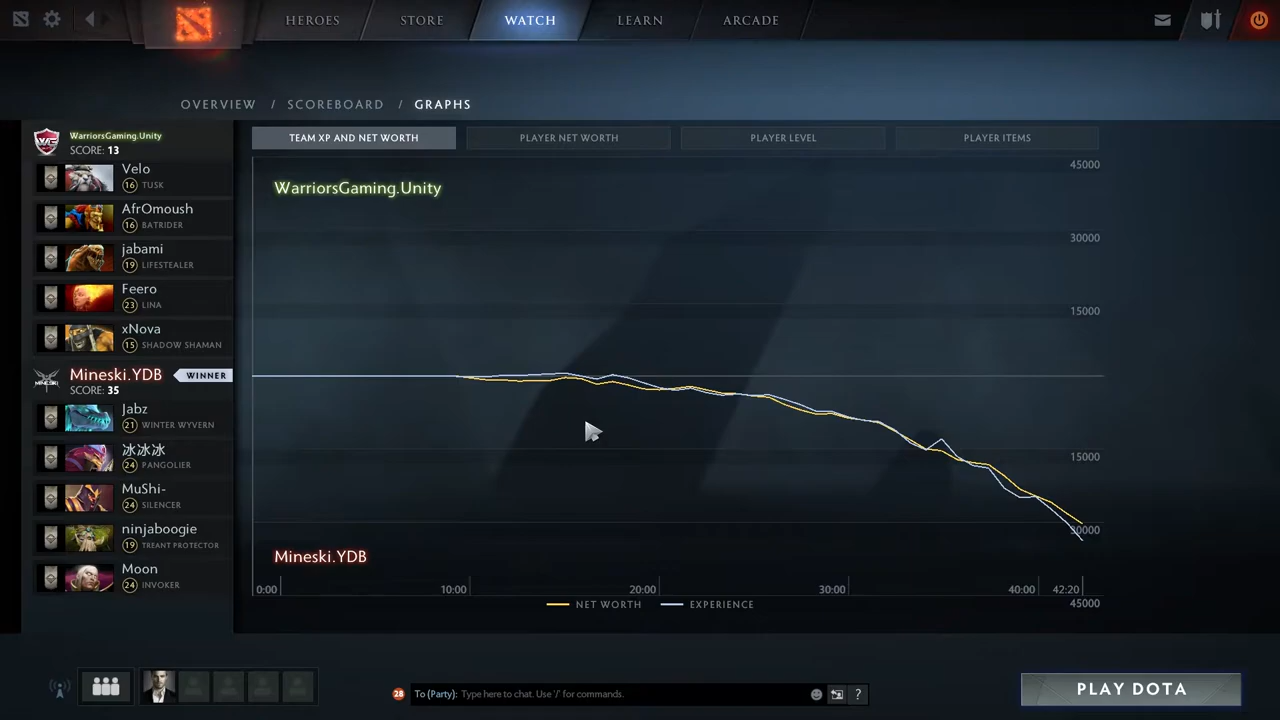 HEROES
STORE
WATCH
LEARN
ARCADE
OVERVIEW / SCOREBOARD / GRAPHS
WarriorsGaming.Unity
SCORE: 13
Velo
16 TUSK
AfrOmoush
16 BATRIDER
jabami
19 LIFESTEALER
Feero
23 LINA
xNova
15 SHADOW SHAMAN
Mineski.YDB
WINNER
MINESKI
SCORE: 35
Jabz
21 WINTER WYVERN
冰冰冰
24 PANGOLIER
MuShi-
24 SILENCER
ninjaboogie
19 TREANT PROTECTOR
Moon
24 INVOKER
TEAM XP AND NET WORTH
PLAYER NET WORTH
PLAYER LEVEL
PLAYER ITEMS
WarriorsGaming.Unity
45000
30000
15000
15000
30000
45000
Mineski.YDB
0:00
10:00
20:00
30:00
40:00
42:20
NET WORTH
EXPERIENCE
28
To (Party): Type here to chat. Use '/' for commands.
?
PLAY DOTA